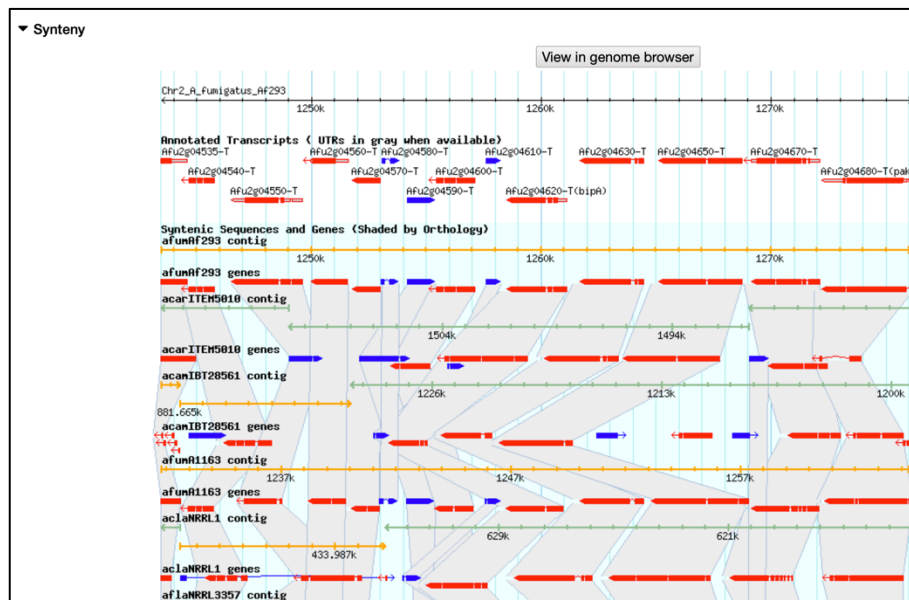 Synteny
View in genome browser
Chr2_A_fumigatus_Af293
1250k 1260k 1270k
Annotated Transcripts ( UTRs in gray when available)
Afu2g04535-T Afu2g04560-T Afu2g04580-T Afu2g04610-T Afu2g04630-T Afu2g04650-T Afu2g04670-T
Afu2g04540-T Afu2g04570-T Afu2g04600-T Afu2g04680-T(pak
Afu2g04550-T Afu2g04590-T Afu2g04620-T(bipA)
Syntenic Sequences and Genes (Shaded by Orthology)
afumAf293 contig
1250k 1260k 1270k
afumAf293 genes
acarITEM5010 contig
1504k 1494k
acarITEM5010 genes
acamIBT28561 contig
1226k 1213k 1200k
881.665k
acamIBT28561 genes
afumA1163 contig
1237k 1247k 1257k
afumA1163 genes
aclaNRRL1 contig
629k 621k
433.987k
aclaNRRL1 genes
aflaNRRL3357 contig